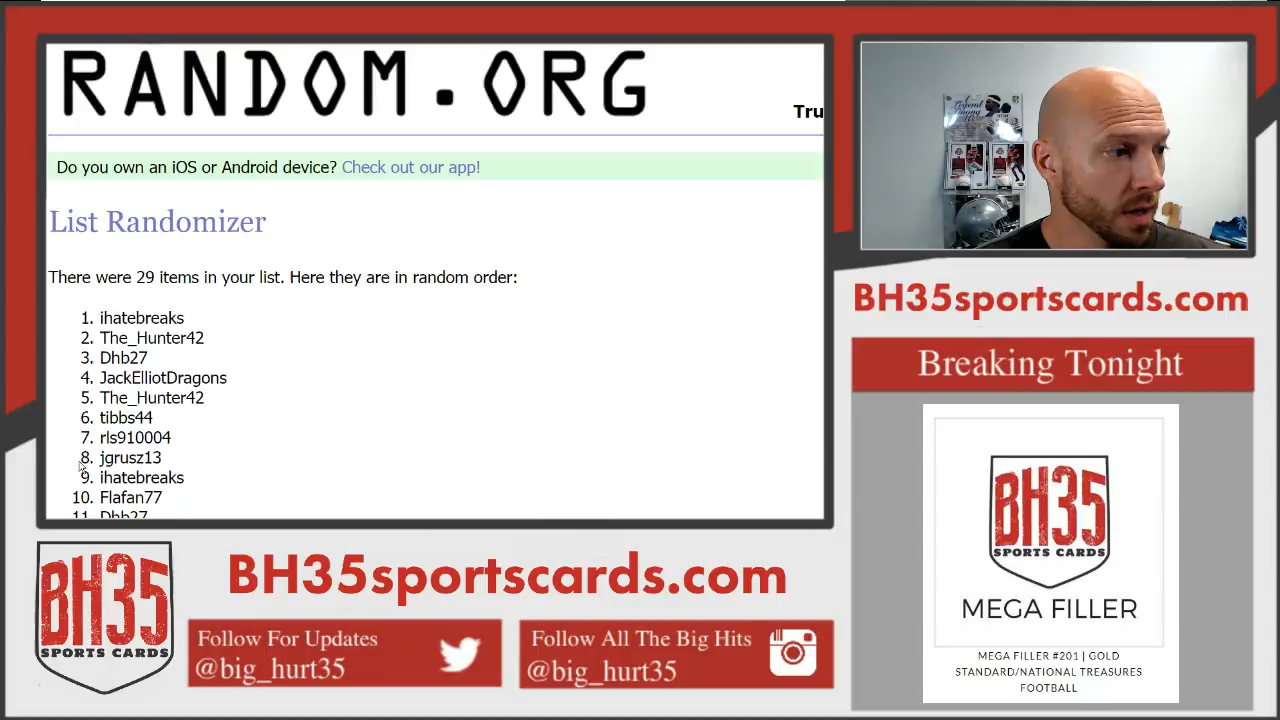 RANDOM.ORG
Tru
Do you own an iOS or Android device? Check out our app!
List Randomizer
There were 29 items in your list. Here they are in random order:
1. ihatebreaks
2. The_Hunter42
3. Dhb27
4. JackElliotDragons
5. The_Hunter42
6. tibbs44
7. rls910004
8. jgrusz13
9. ihatebreaks
10. Flafan77
11. Dhb27
BH35sportscards.com
Breaking Tonight
BH35
SPORTS CARDS
MEGA FILLER
MEGA FILLER #201 | GOLD
STANDARD/NATIONAL TREASURES
FOOTBALL
BH35
SPORTS CARDS
BH35sportscards.com
Follow For Updates
@big_hurt35
Follow All The Big Hits
@big_hurt35